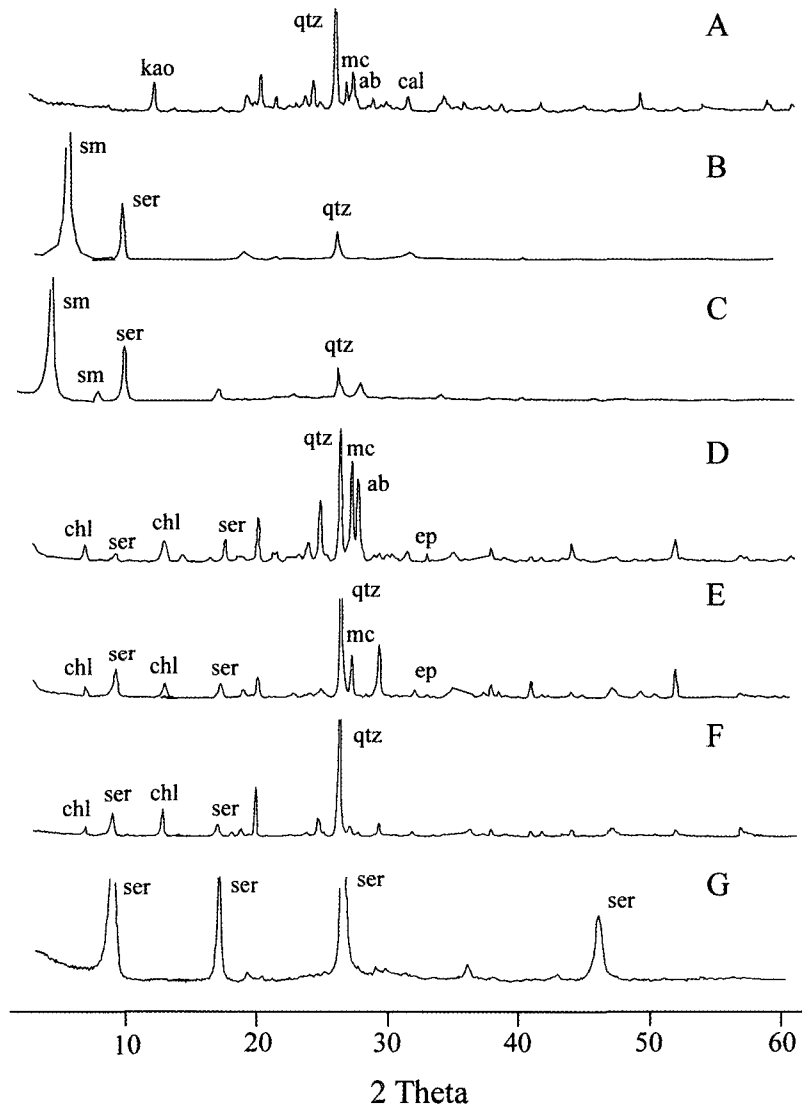 A
qtz
mc
ab
kao
cal
B
sm
ser
qtz
C
sm
sm
ser
qtz
D
qtz
mc
ab
chl
ser
chl
ser
ep
E
qtz
mc
chl
ser
chl
ser
ep
F
qtz
chl
ser
chl
ser
G
ser
ser
ser
ser
10 20 30 40 50 60
2 Theta